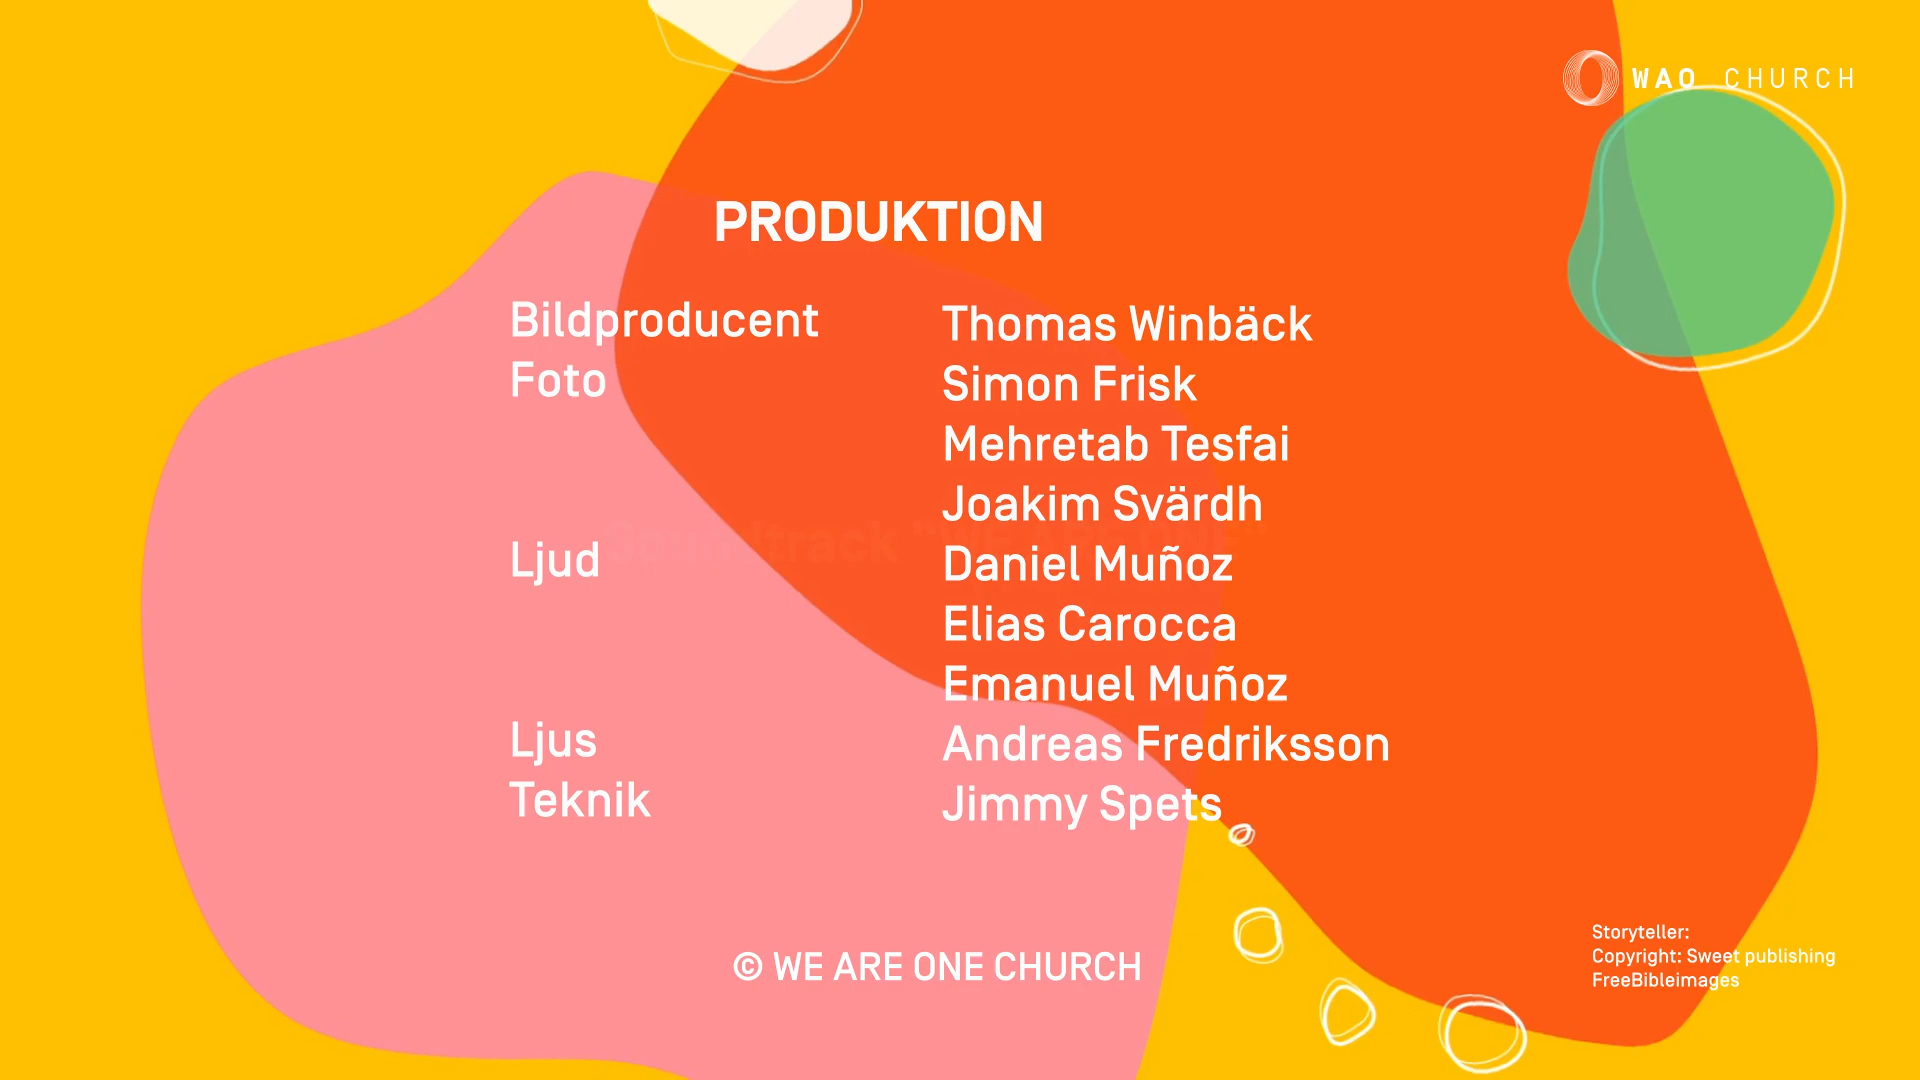 WAO CHURCH
PRODUKTION
Bildproducent Thomas Winbäck
Foto Simon Frisk
Mehretab Tesfai
Joakim Svärdh
Ljud Daniel Muñoz
Elias Carocca
Emanuel Muñoz
Ljus Andreas Fredriksson
Teknik Jimmy Spets
© WE ARE ONE CHURCH
Storyteller:
Copyright: Sweet publishing
FreeBibleimages